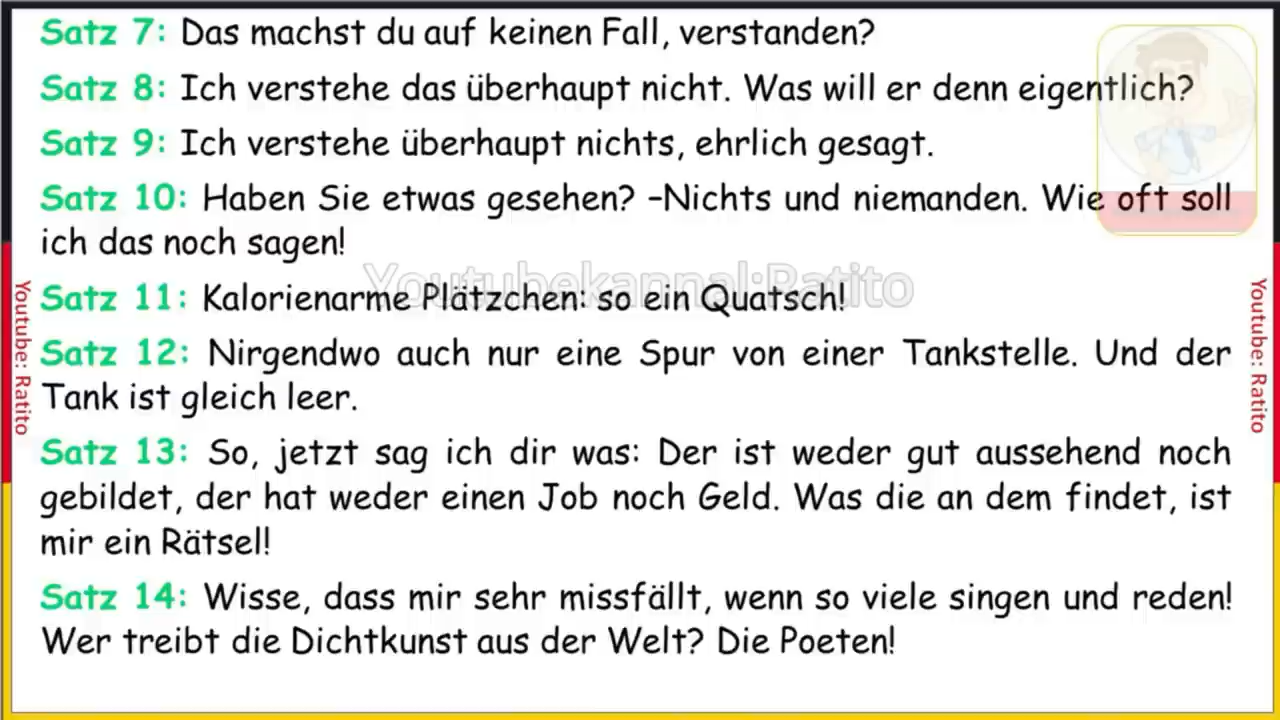 Satz 7: Das machst du auf keinen Fall, verstanden?
Satz 8: Ich verstehe das überhaupt nicht. Was will er denn eigentlich?
Satz 9: Ich verstehe überhaupt nichts, ehrlich gesagt.
Satz 10: Haben Sie etwas gesehen? –Nichts und niemanden. Wie oft soll
ich das noch sagen!
Youtubekannal:Ratito
Satz 11: Kalorienarme Plätzchen: so ein Quatsch!
Satz 12: Nirgendwo auch nur eine Spur von einer Tankstelle. Und der
Tank ist gleich leer.
Satz 13: So, jetzt sag ich dir was: Der ist weder gut aussehend noch
gebildet, der hat weder einen Job noch Geld. Was die an dem findet, ist
mir ein Rätsel!
Satz 14: Wisse, dass mir sehr missfällt, wenn so viele singen und reden!
Wer treibt die Dichtkunst aus der Welt? Die Poeten!
Youtube: Ratito
Youtube: Ratito